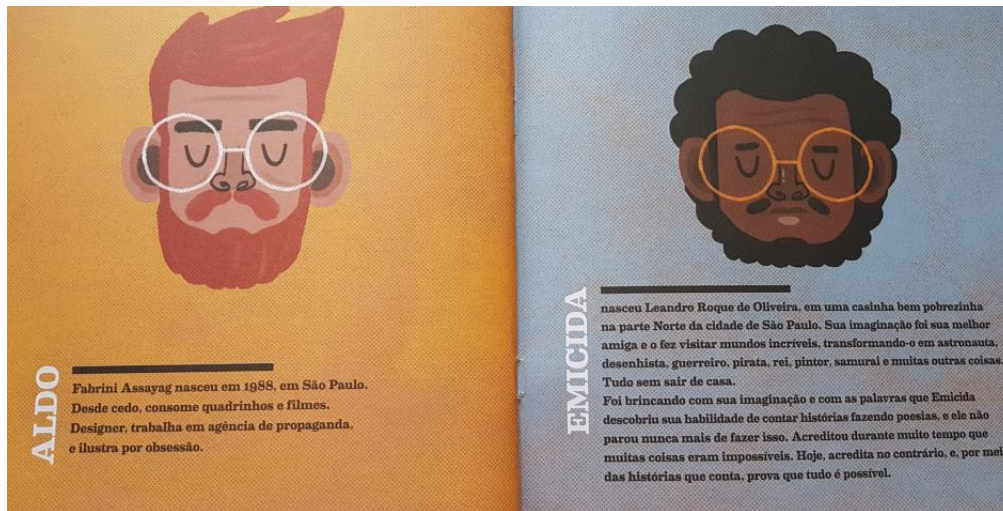 ALDO
Fabrini Assayag nasceu em 1988, em São Paulo.
Desde cedo, consome quadrinhos e filmes.
Designer, trabalha em agência de propaganda,
e ilustra por obsessão.
EMICIDA
nasceu Leandro Roque de Oliveira, em uma casinha bem pobrezinha
na parte Norte da cidade de São Paulo. Sua imaginação foi sua melhor
amiga e o fez visitar mundos incríveis, transformando-o em astronauta,
desenhista, guerreiro, pirata, rei, pintor, samurai e muitas outras coisas.
Tudo sem sair de casa.
Foi brincando com sua imaginação e com as palavras que Emicida
descobriu sua habilidade de contar histórias fazendo poesias, e ele não
parou nunca mais de fazer isso. Acreditou durante muito tempo que
muitas coisas eram impossíveis. Hoje, acredita no contrário, e, por mei
das histórias que conta, prova que tudo é possível.